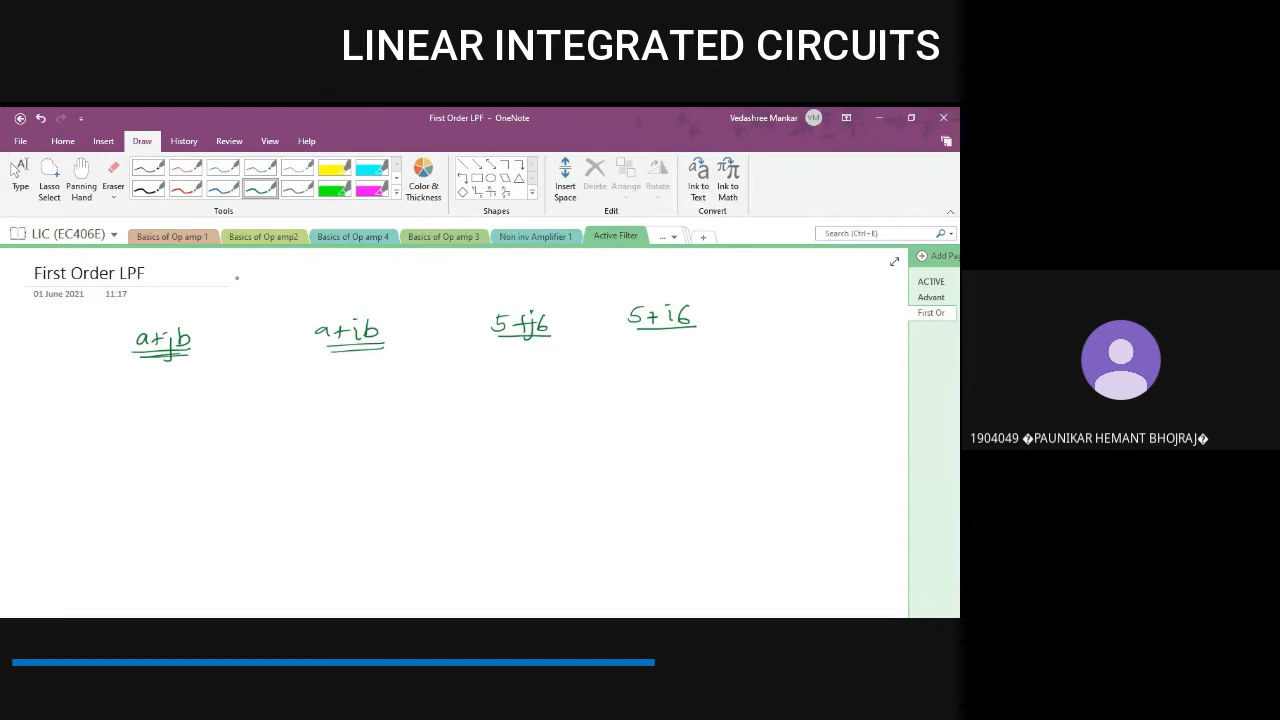 LINEAR INTEGRATED CIRCUITS
First Order LPF - OneNote
Vedashree Mankar VM
File Home Insert Draw History Review View Help
Type Lasso Select Panning Hand Eraser Color & Thickness Insert Space Delete Arrange Rotate Ink to Text Ink to Math
Tools Shapes Edit Convert
LIC (EC406E) Basics of Op amp 1 Basics of Op amp2 Basics of Op amp 4 Basics of Op amp 3 Non inv Amplifier 1 Active Filter ... + Search (Ctrl+E)
First Order LPF
Add Pag
01 June 2021 11:17
ACTIVE
Advant
First Or
a+jb a+ib 5+j6 5+i6
1904049 �PAUNIKAR HEMANT BHOJRAJ�